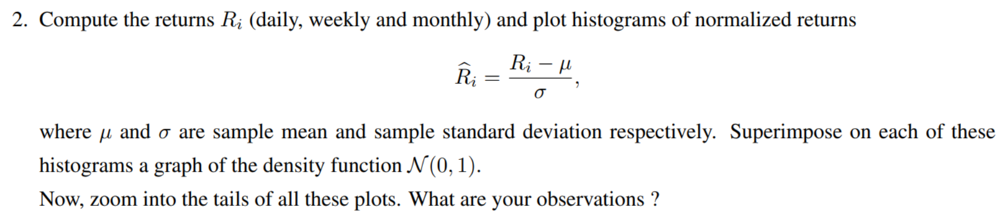 2. Compute the returns $R_i$ (daily, weekly and monthly) and plot histograms of normalized returns
$\widehat{R}_i = \frac{R_i - \mu}{\sigma},$
where $\mu$ and $\sigma$ are sample mean and sample standard deviation respectively. Superimpose on each of these
histograms a graph of the density function $\mathcal{N}(0, 1)$.
Now, zoom into the tails of all these plots. What are your observations ?